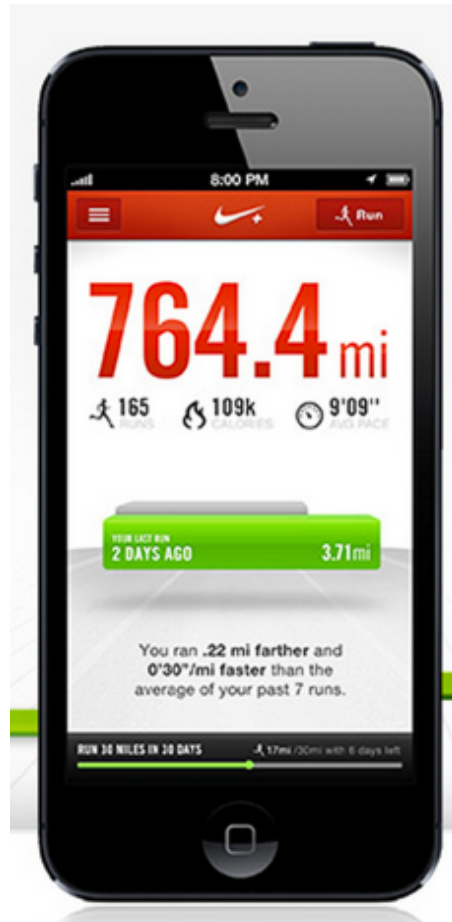 8:00 PM
Run
764.4 mi
165 RUNS
109k CALORIES
9'09" AVG PACE
YOUR LAST RUN
2 DAYS AGO 3.71mi
You ran .22 mi farther and
0'30"/mi faster than the
average of your past 7 runs.
RUN 30 MILES IN 30 DAYS 17mi /30mi with 6 days left